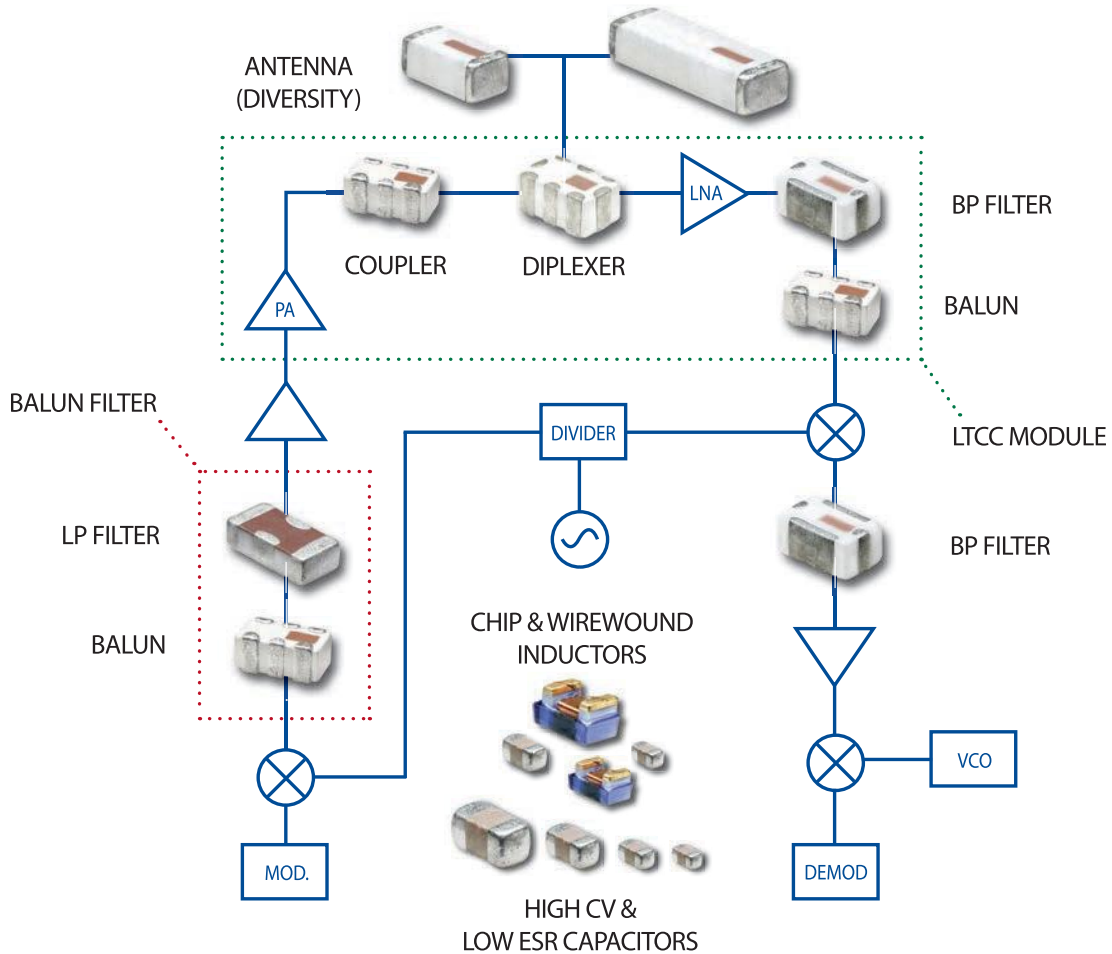 ANTENNA
(DIVERSITY)
LNA
BP FILTER
COUPLER
DIPLEXER
PA
BALUN
BALUN FILTER
DIVIDER
LTCC MODULE
LP FILTER
BP FILTER
CHIP & WIREWOUND
INDUCTORS
BALUN
VCO
MOD.
DEMOD
HIGH CV &
LOW ESR CAPACITORS